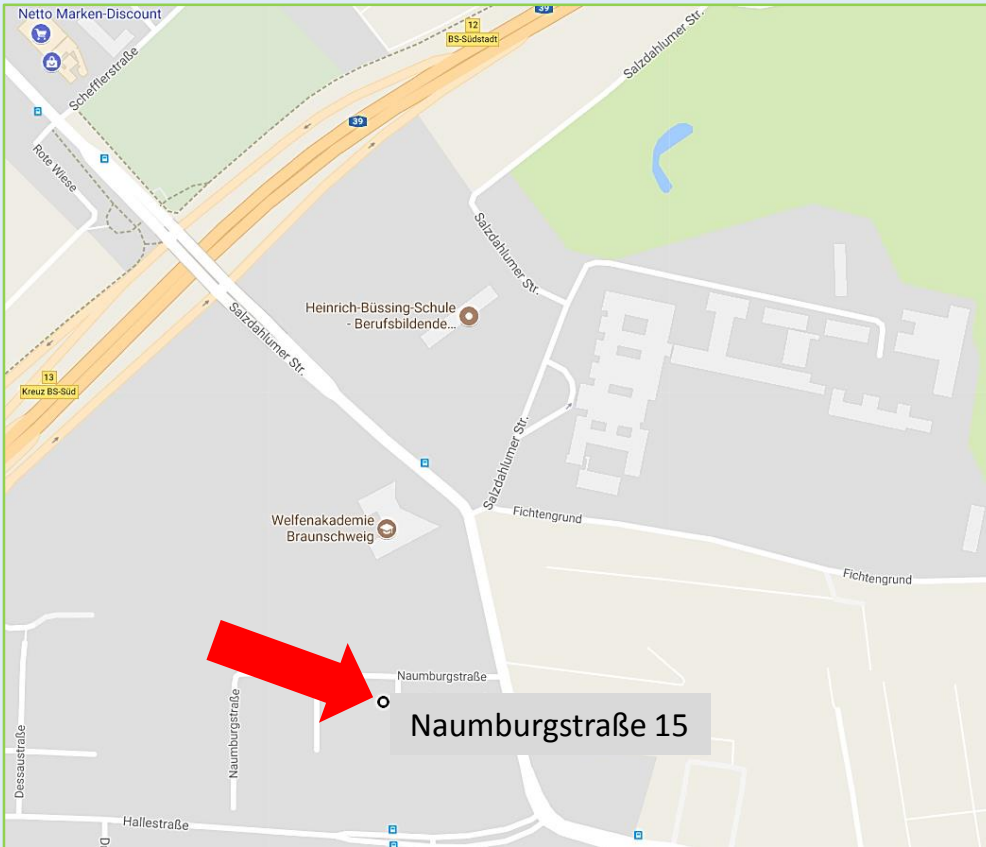 Netto Marken-Discount
39
12
BS-Südstadt
Salzdahlumer Str.
Schefflerstraße
39
Rote Wiese
Salzdahlumer Str.
Heinrich-Büssing-Schule
- Berufsbildende...
Salzdahlumer Str.
13
Kreuz BS-Süd
Salzdahlumer Str.
Welfenakademie
Braunschweig
Fichtengrund
Fichtengrund
Naumburgstraße
Naumburgstraße
Naumburgstraße 15
Dessaustraße
Hallestraße